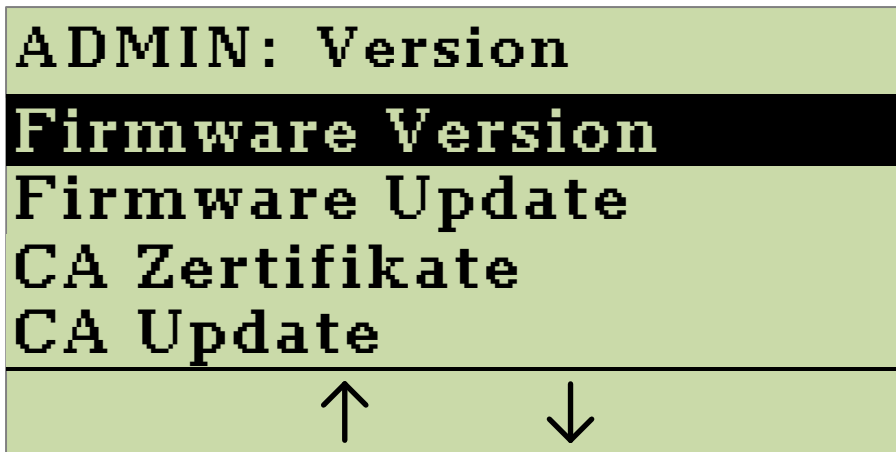 ADMIN: Version
Firmware Version
Firmware Update
CA Zertifikate
CA Update
↑ ↓